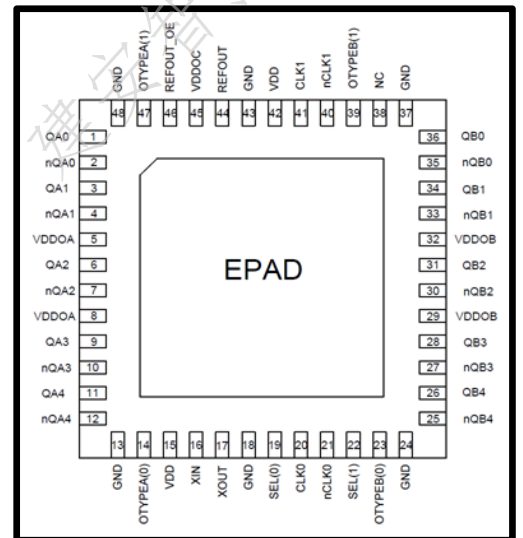 GND OTYPEA(1) REFOUT_OE VDDOC REFOUT GND VDD CLK1 nCLK1 OTYPEB(1) NC GND
48 47 46 45 44 43 42 41 40 39 38 37
QA0 1 36 QB0
nQA0 2 35 nQB0
QA1 3 34 QB1
nQA1 4 33 nQB1
VDDOA 5 32 VDDOB
QA2 6 31 QB2
EPAD
nQA2 7 30 nQB2
VDDOA 8 29 VDDOB
QA3 9 28 QB3
nQA3 10 27 nQB3
QA4 11 26 QB4
nQA4 12 25 nQB4
13 14 15 16 17 18 19 20 21 22 23 24
GND OTYPEA(0) VDD XIN XOUT GND SEL(0) CLK0 nCLK0 SEL(1) OTYPEB(0) GND
建安智